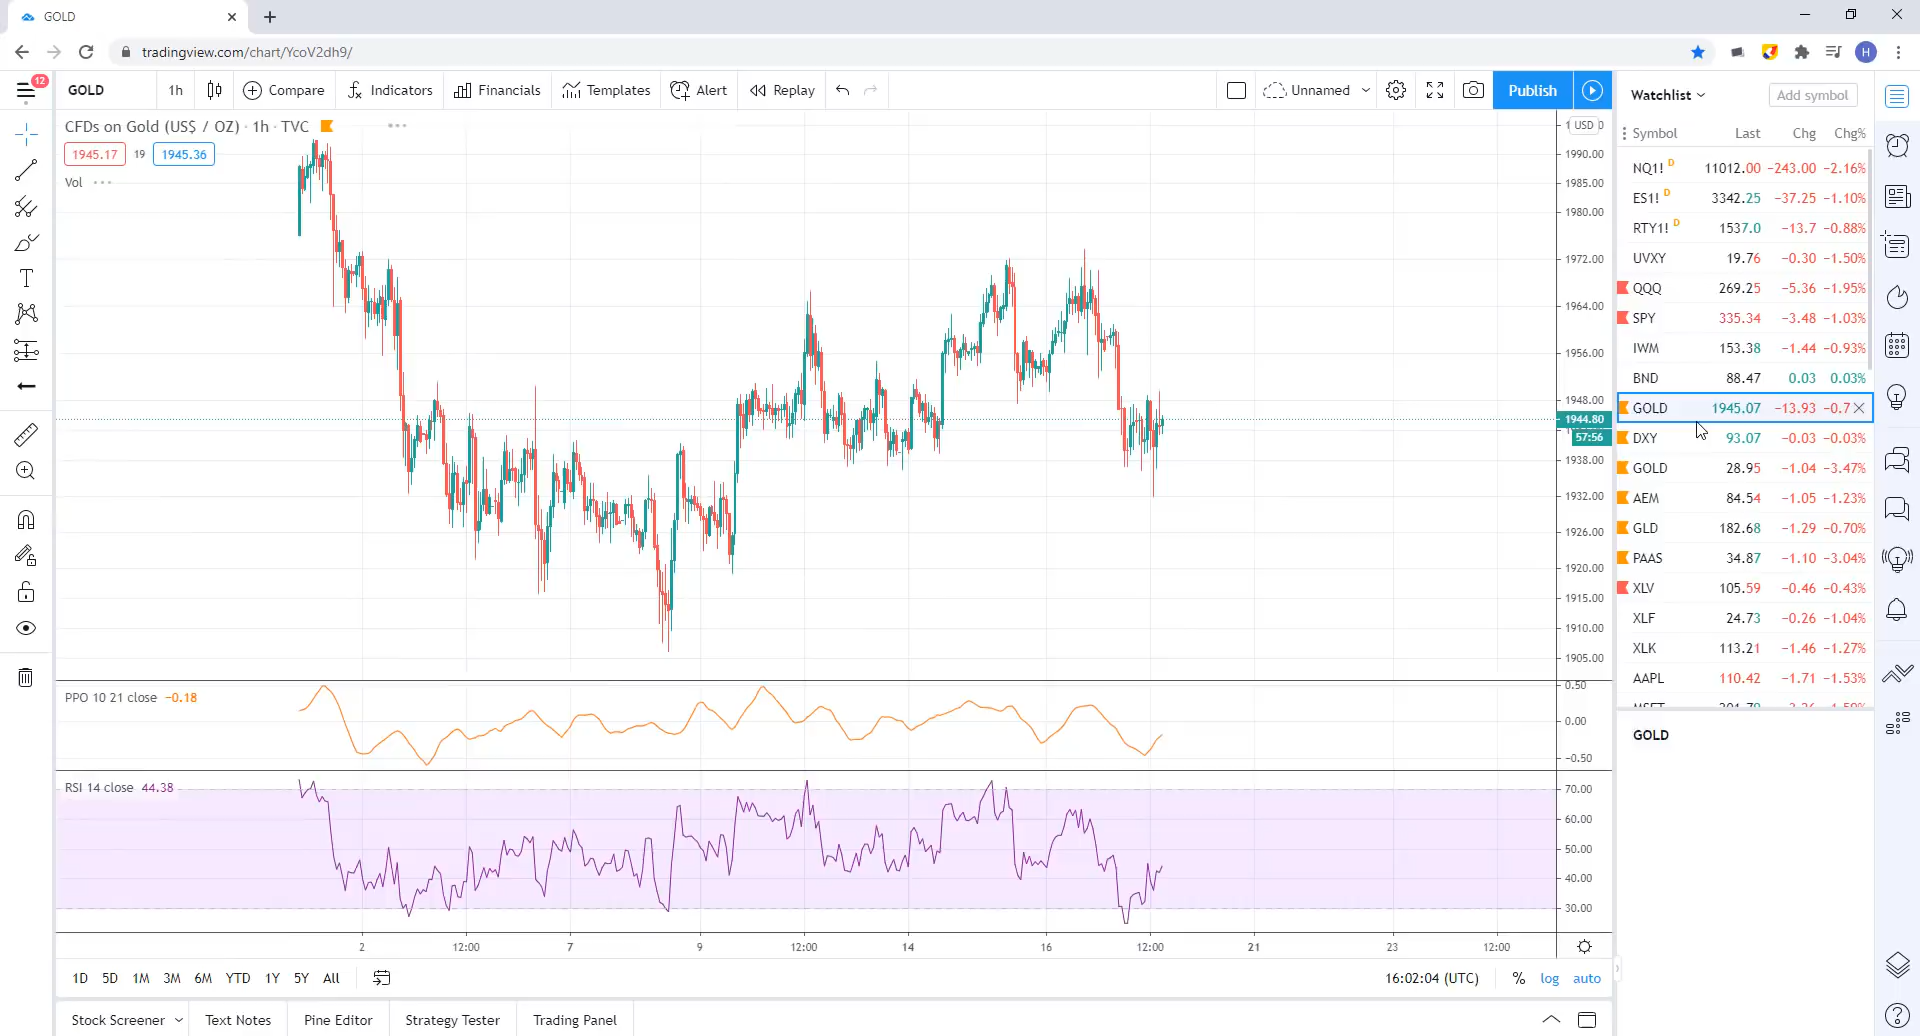 GOLD
tradingview.com/chart/YcoV2dh9/
H
12
GOLD 1h Compare Indicators Financials Templates Alert Replay Unnamed Publish
CFDs on Gold (US$ / OZ) · 1h · TVC
1945.17 19 1945.36
Vol
USD
1990.00
1985.00
1980.00
1972.00
1964.00
1956.00
1948.00
1944.80
57:56
1938.00
1932.00
1926.00
1920.00
1915.00
1910.00
1905.00
PPO 10 21 close −0.18
0.50
0.00
−0.50
RSI 14 close 44.38
70.00
60.00
50.00
40.00
30.00
2 12:00 7 9 12:00 14 16 12:00 21 23 12:00
1D 5D 1M 3M 6M YTD 1Y 5Y All 16:02:04 (UTC) % log auto
Stock Screener Text Notes Pine Editor Strategy Tester Trading Panel
Watchlist Add symbol
Symbol Last Chg Chg%
NQ1! D 11012.00 −243.00 −2.16%
ES1! D 3342.25 −37.25 −1.10%
RTY1! D 1537.0 −13.7 −0.88%
UVXY 19.76 −0.30 −1.50%
QQQ 269.25 −5.36 −1.95%
SPY 335.34 −3.48 −1.03%
IWM 153.38 −1.44 −0.93%
BND 88.47 0.03 0.03%
GOLD 1945.07 −13.93 −0.7
DXY 93.07 −0.03 −0.03%
GOLD 28.95 −1.04 −3.47%
AEM 84.54 −1.05 −1.23%
GLD 182.68 −1.29 −0.70%
PAAS 34.87 −1.10 −3.04%
XLV 105.59 −0.46 −0.43%
XLF 24.73 −0.26 −1.04%
XLK 113.21 −1.46 −1.27%
AAPL 110.42 −1.71 −1.53%
GOLD